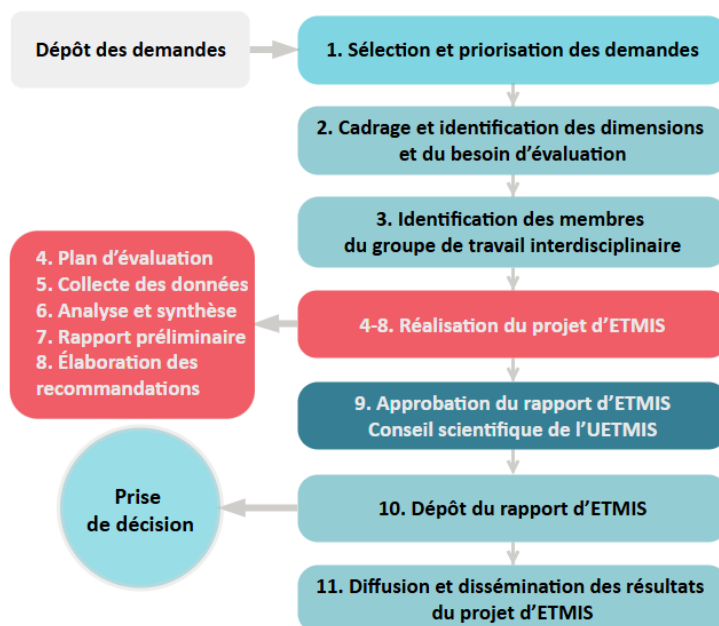 Dépôt des demandes
1. Sélection et priorisation des demandes
2. Cadrage et identification des dimensions
et du besoin d’évaluation
3. Identification des membres
du groupe de travail interdisciplinaire
4. Plan d’évaluation
5. Collecte des données
6. Analyse et synthèse
7. Rapport préliminaire
8. Élaboration des
recommandations
4-8. Réalisation du projet d’ETMIS
9. Approbation du rapport d’ETMIS
Conseil scientifique de l’UETMIS
Prise
de décision
10. Dépôt du rapport d’ETMIS
11. Diffusion et dissémination des résultats
du projet d’ETMIS